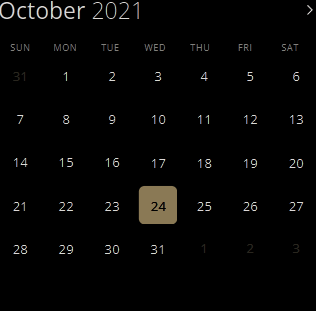 October 2021
SUN MON TUE WED THU FRI SAT
31 1 2 3 4 5 6
7 8 9 10 11 12 13
14 15 16 17 18 19 20
21 22 23 24 25 26 27
28 29 30 31 1 2 3